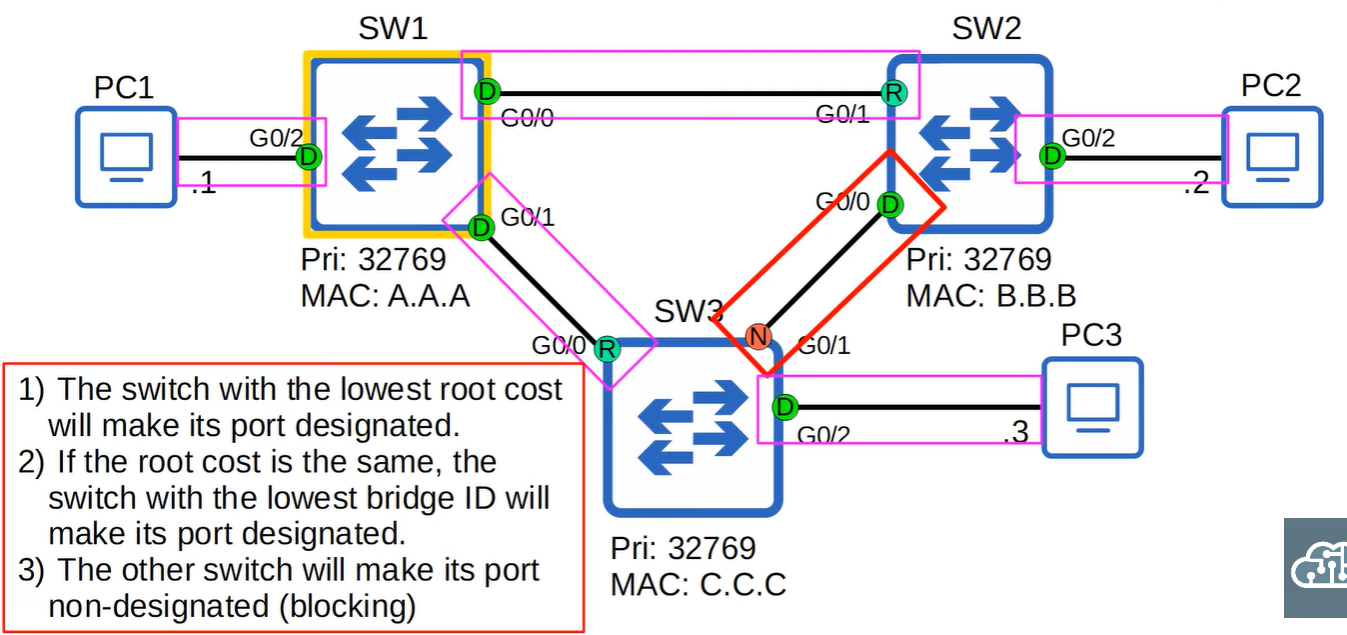 SW1
SW2
PC1
PC2
D
R
G0/0
G0/1
G0/2
D
D
G0/2
.1
.2
G0/1
D
G0/0
D
Pri: 32769
MAC: A.A.A
Pri: 32769
MAC: B.B.B
SW3
PC3
G0/0
R
N
G0/1
D
G0/2
.3
1) The switch with the lowest root cost
will make its port designated.
2) If the root cost is the same, the
switch with the lowest bridge ID will
make its port designated.
3) The other switch will make its port
non-designated (blocking)
Pri: 32769
MAC: C.C.C